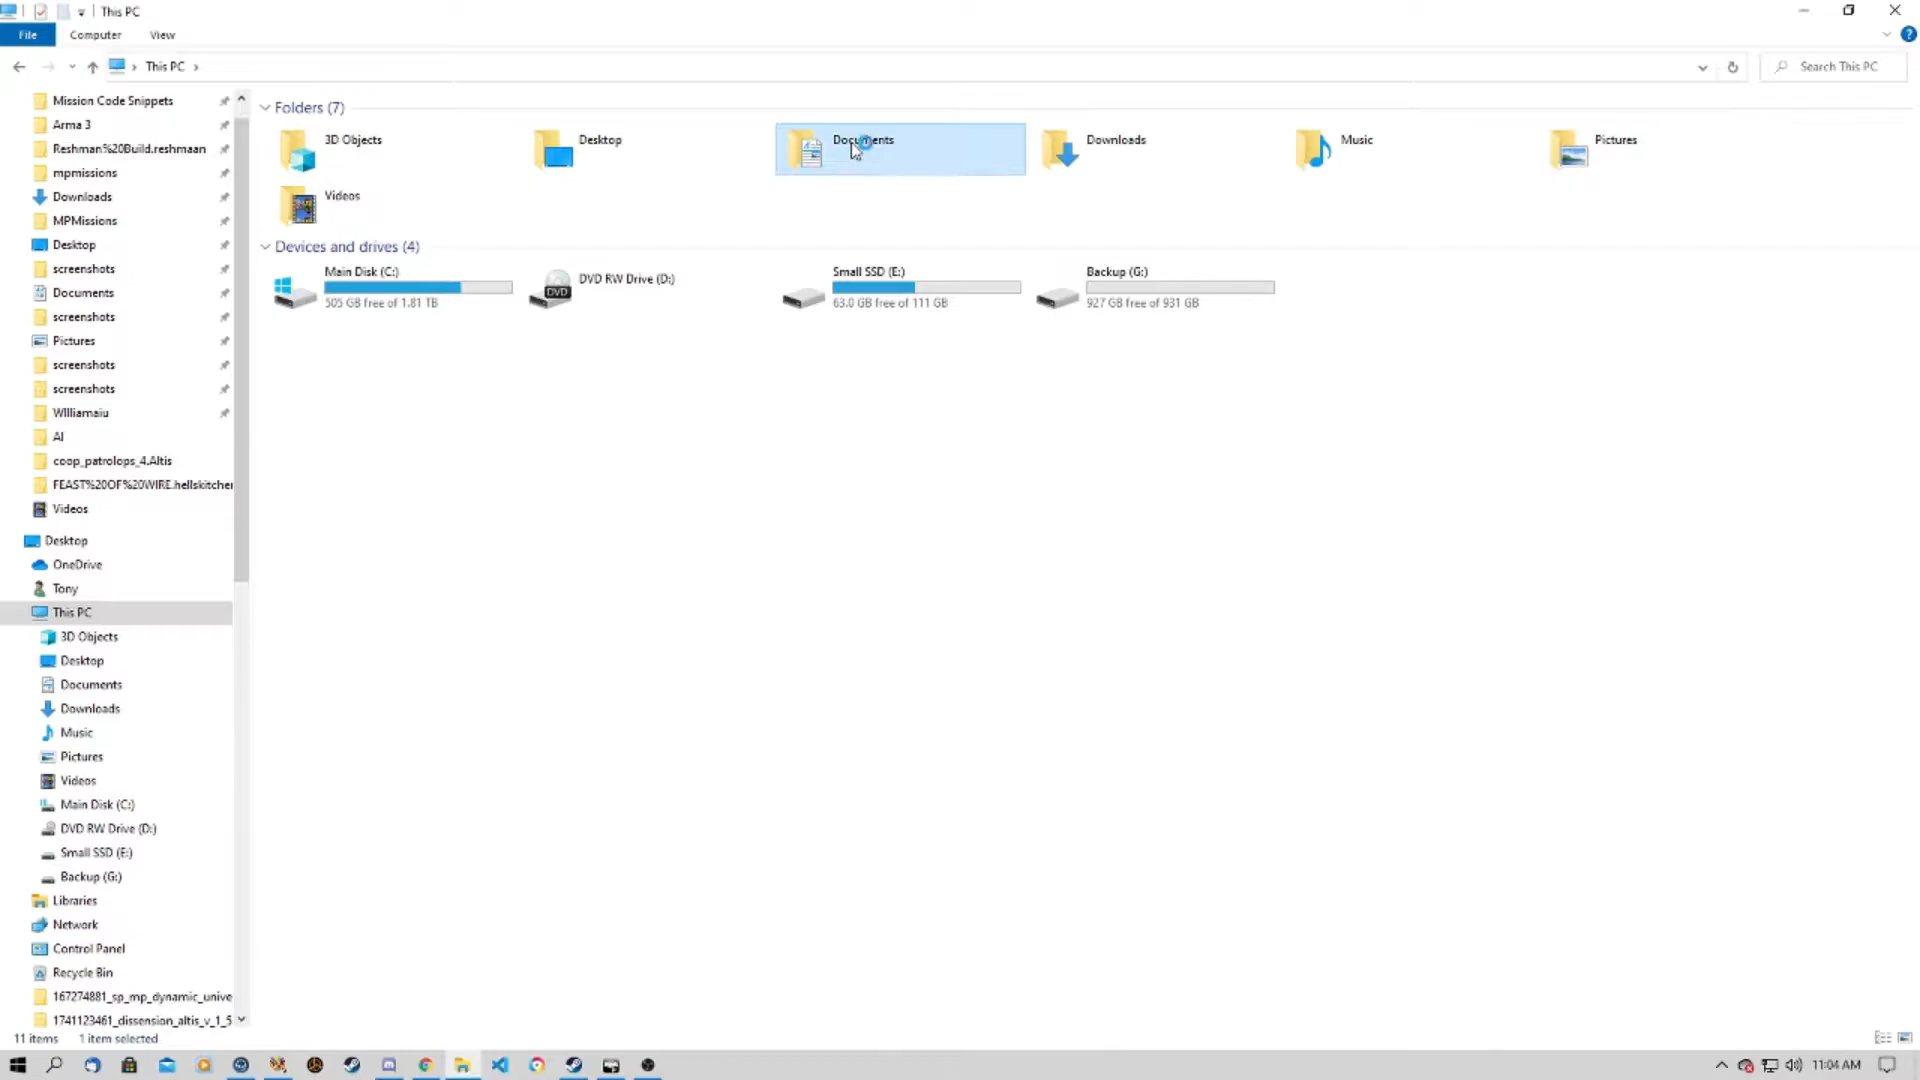 This PC
File
Computer
View
This PC
Search This PC
Mission Code Snippets
Arma 3
Reshman%20Build.reshmaan
mpmissions
Downloads
MPMissions
Desktop
screenshots
Documents
screenshots
Pictures
screenshots
screenshots
WIlliamaiu
AI
coop_patrolops_4.Altis
FEAST%20OF%20WIRE.hellskitchen
Videos
Desktop
OneDrive
Tony
This PC
3D Objects
Desktop
Documents
Downloads
Music
Pictures
Videos
Main Disk (C:)
DVD RW Drive (D:)
Small SSD (E:)
Backup (G:)
Libraries
Network
Control Panel
Recycle Bin
167274881_sp_mp_dynamic_unive
1741123461_dissension_altis_v_1_5
Folders (7)
3D Objects
Desktop
Documents
Downloads
Music
Pictures
Videos
Devices and drives (4)
Main Disk (C:)
505 GB free of 1.81 TB
DVD
DVD RW Drive (D:)
Small SSD (E:)
63.0 GB free of 111 GB
Backup (G:)
927 GB free of 931 GB
11 items 1 item selected
11:04 AM